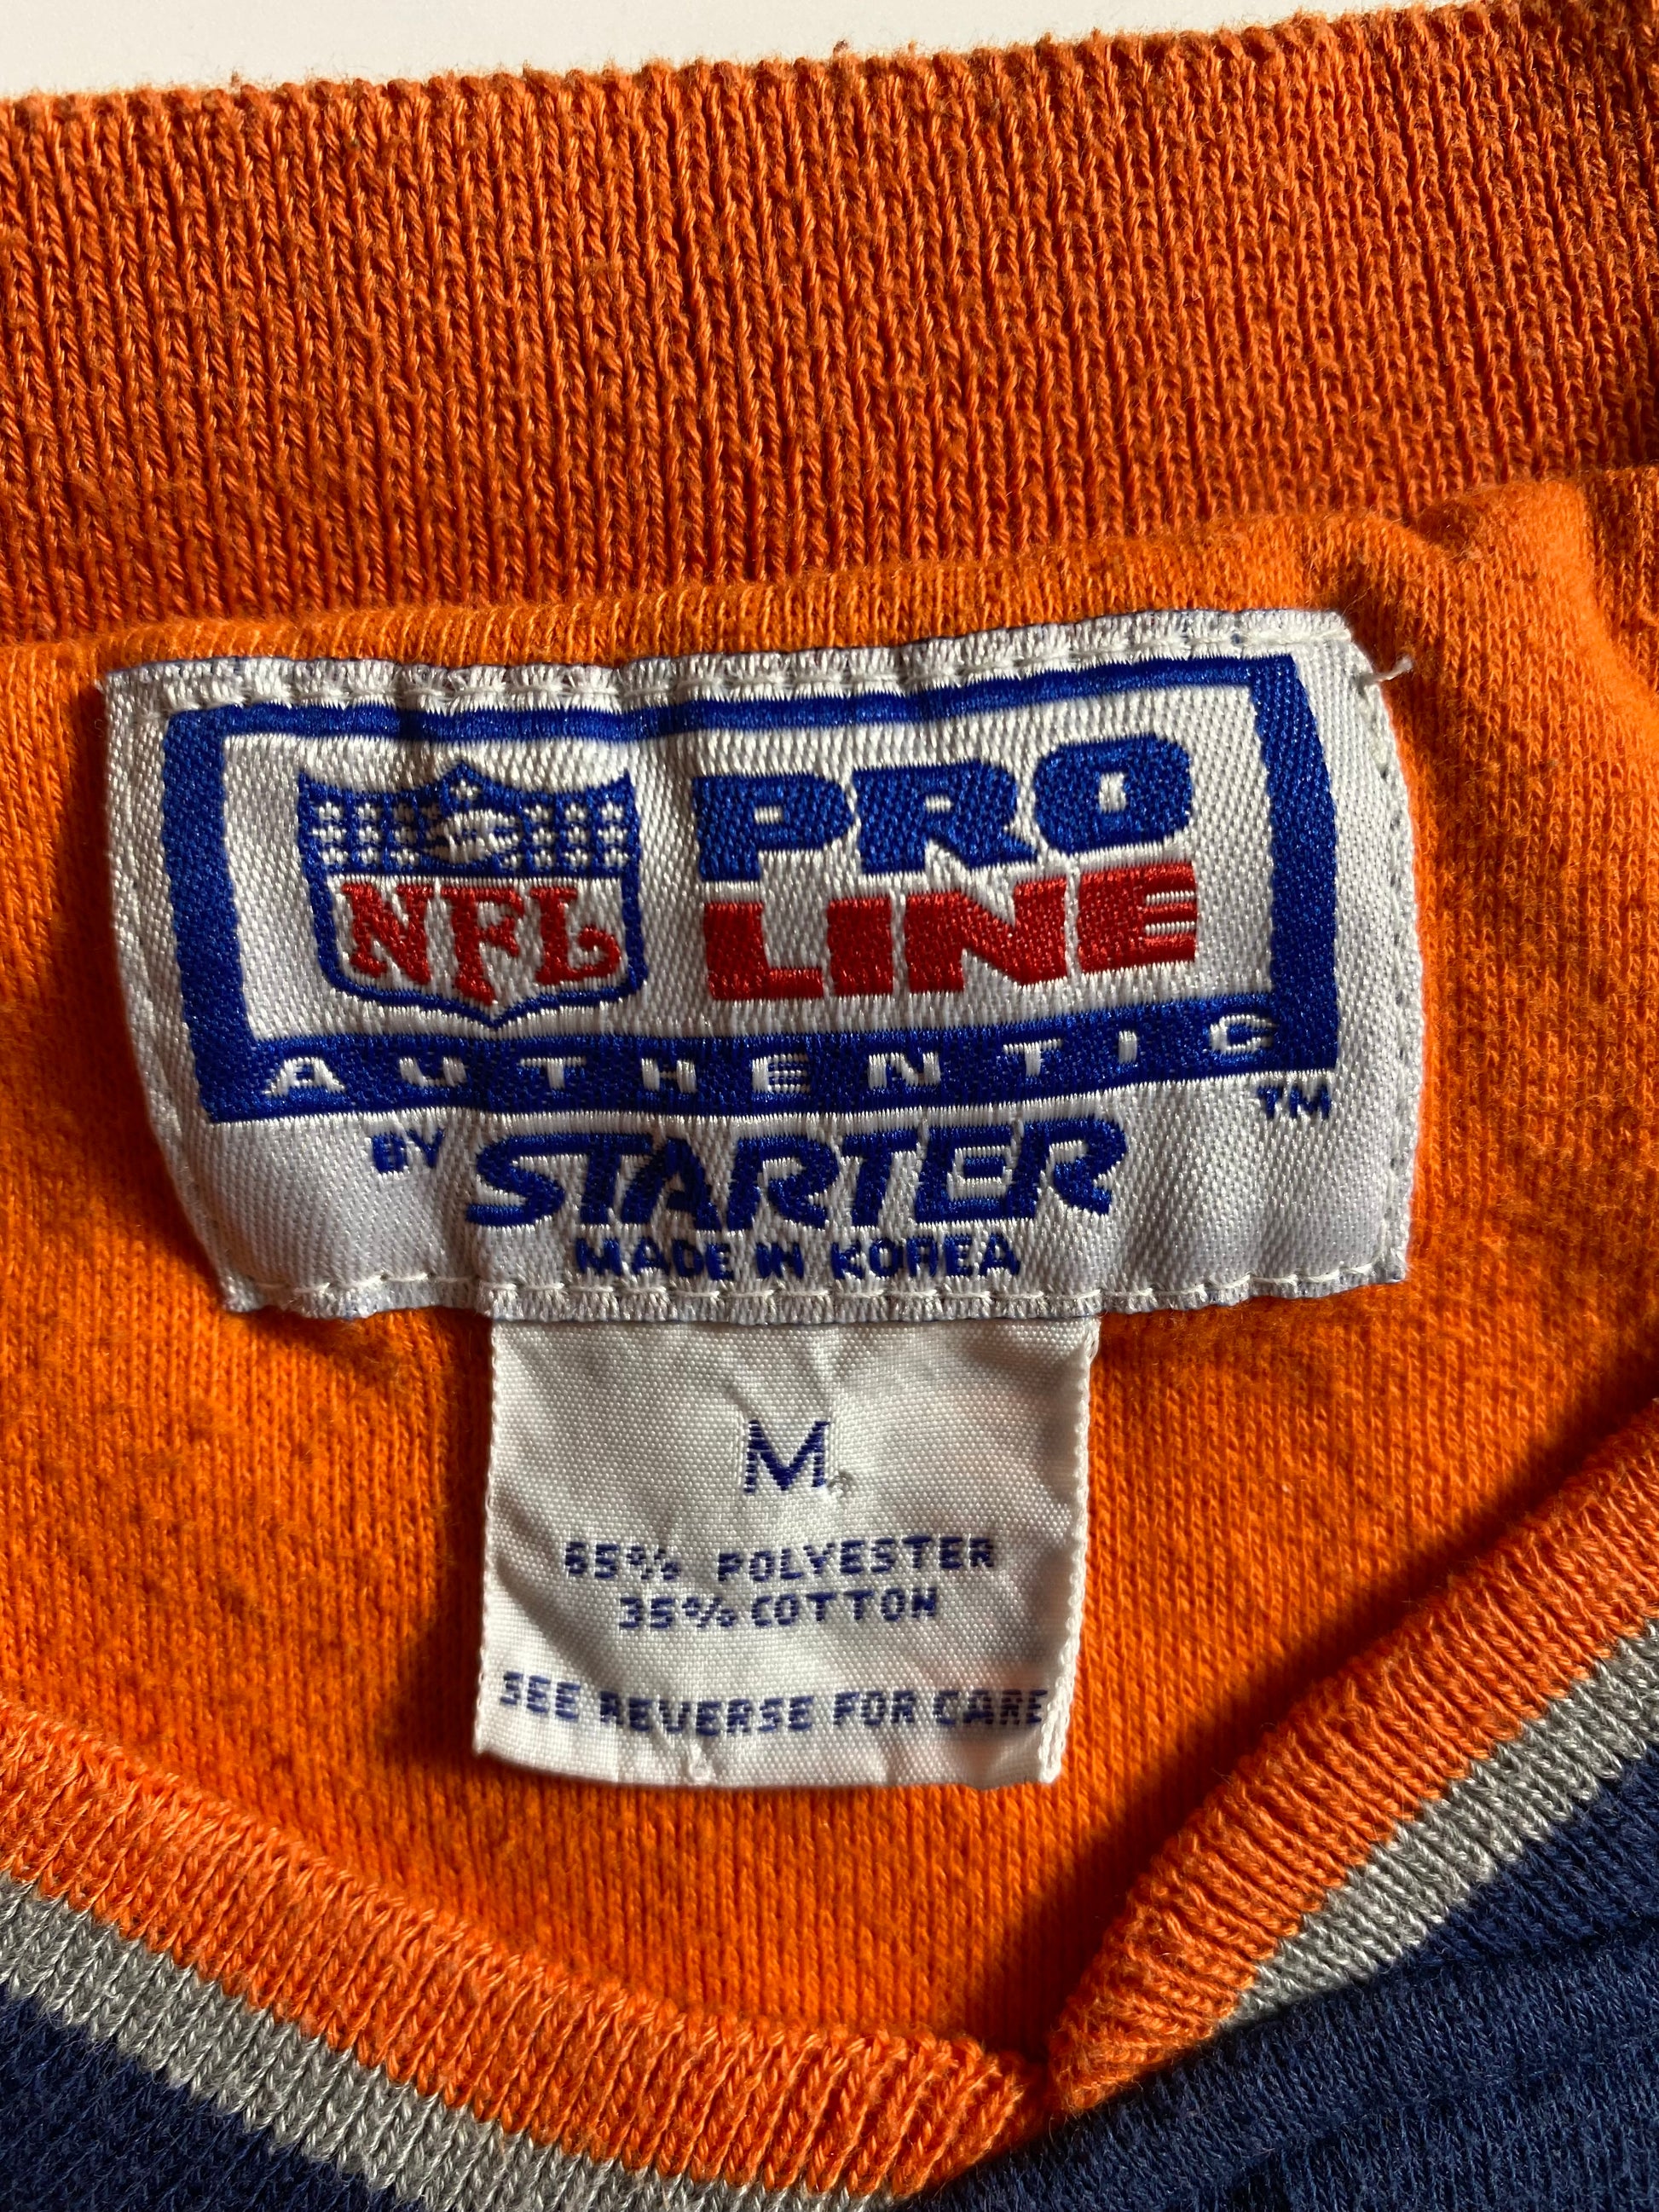 NFL
PRO
LINE
AUTHENTIC
TM
BY STARTER
MADE IN KOREA
M
65% POLYESTER
35% COTTON
SEE REVERSE FOR CARE